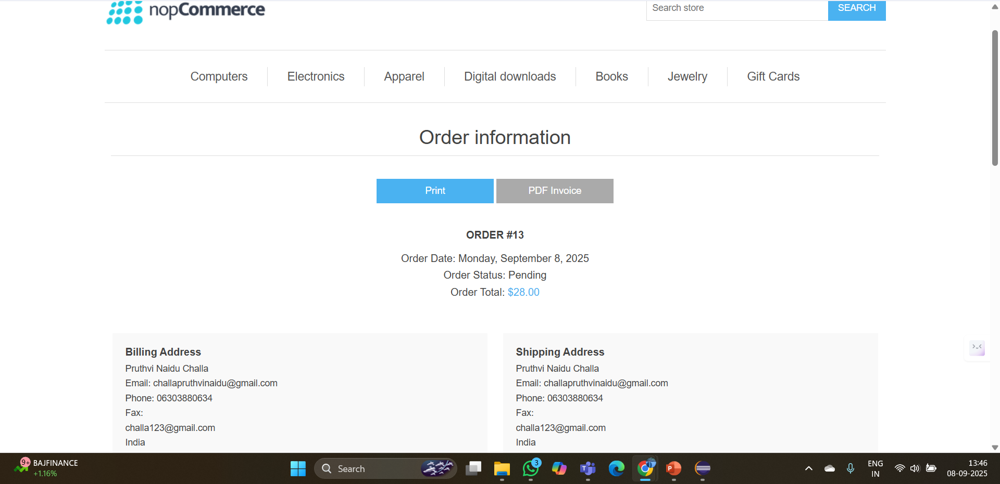 nopCommerce
Search store
SEARCH
Computers
Electronics
Apparel
Digital downloads
Books
Jewelry
Gift Cards
Order information
Print
PDF Invoice
ORDER #13
Order Date: Monday, September 8, 2025
Order Status: Pending
Order Total: $28.00
Billing Address
Pruthvi Naidu Challa
Email: challapruthvinaidu@gmail.com
Phone: 06303880634
Fax:
challa123@gmail.com
India
Shipping Address
Pruthvi Naidu Challa
Email: challapruthvinaidu@gmail.com
Phone: 06303880634
Fax:
challa123@gmail.com
India
9+
BAJFINANCE
+1.16%
Search
3
T
P
ENG
IN
13:46
08-09-2025